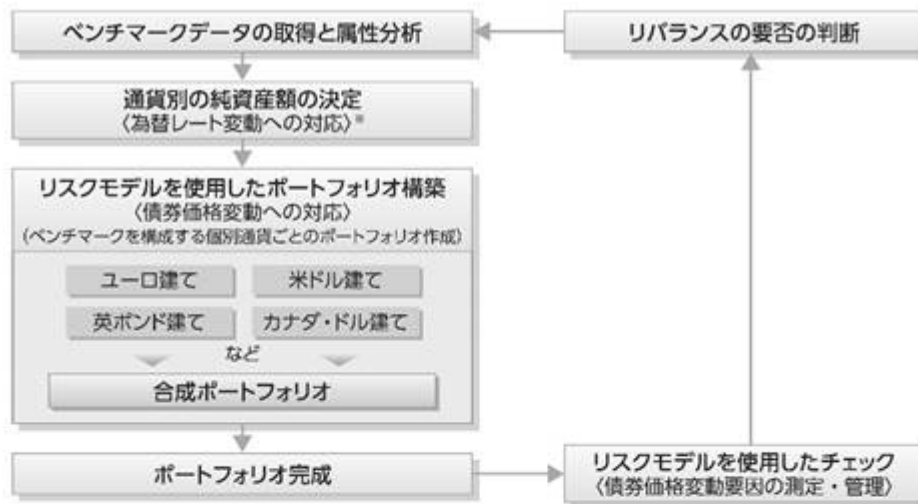 ベンチマークデータの取得と属性分析
リバランスの要否の判断
通貨別の純資産額の決定
〈為替レート変動への対応〉※
リスクモデルを使用したポートフォリオ構築
〈債券価格変動への対応〉
(ベンチマークを構成する個別通貨ごとのポートフォリオ作成)
ユーロ建て
米ドル建て
英ポンド建て
カナダ・ドル建て
など
合成ポートフォリオ
ポートフォリオ完成
リスクモデルを使用したチェック
〈債券価格変動要因の測定・管理〉